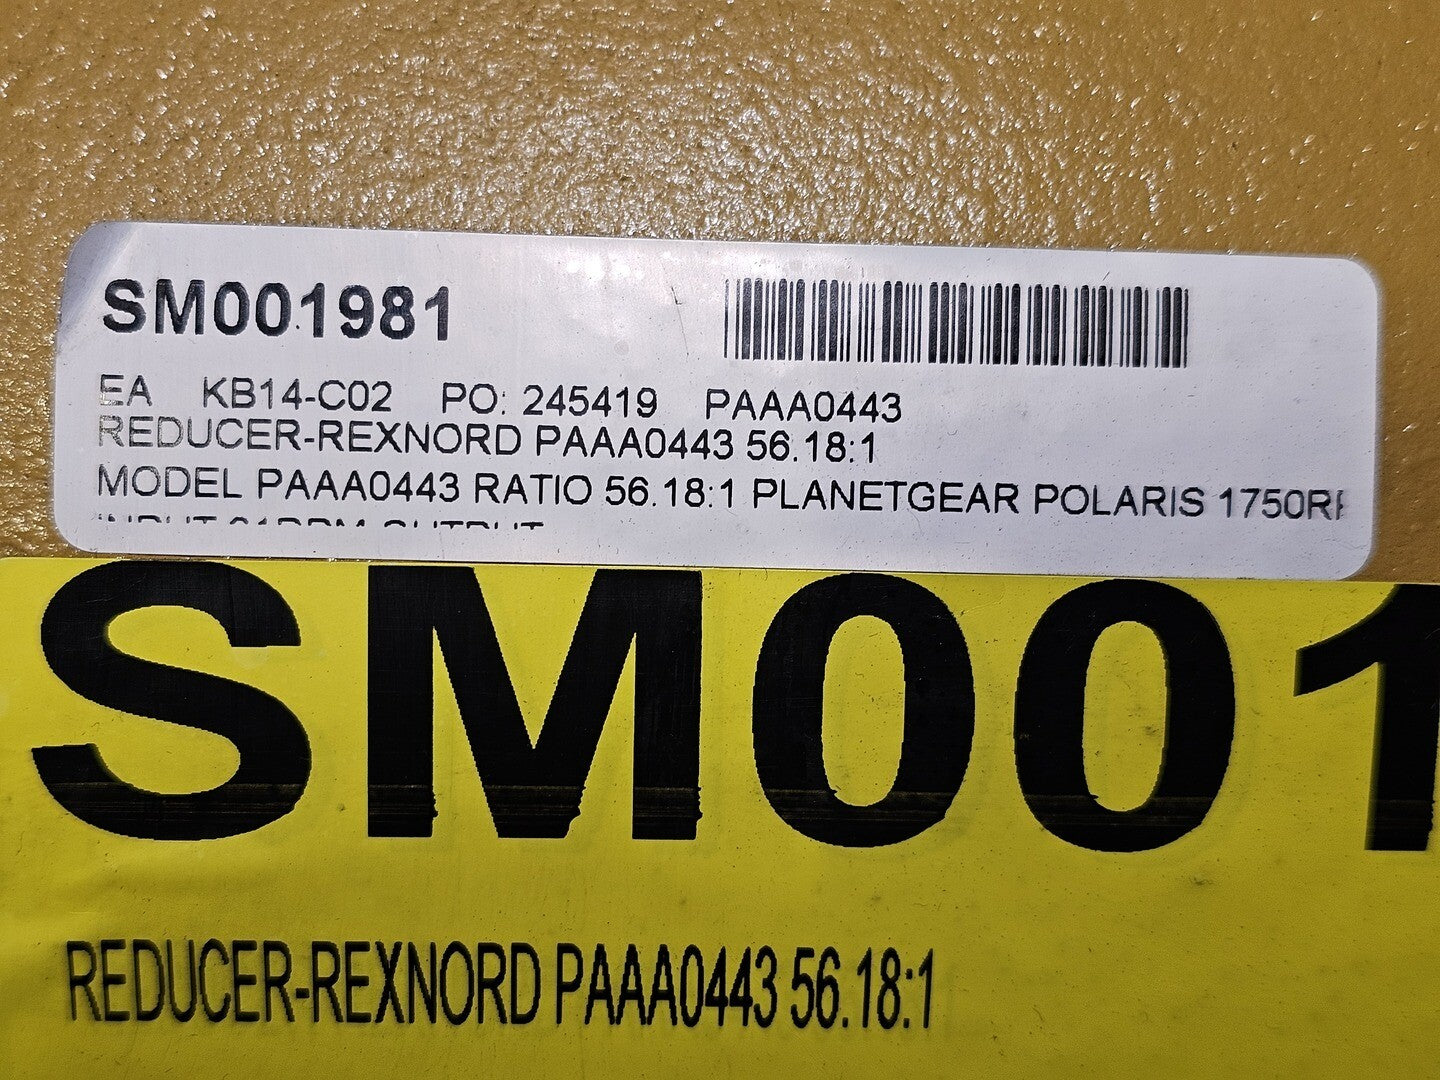 SM001981
EA KB14-C02 PO: 245419 PAAA0443
REDUCER-REXNORD PAAA0443 56.18:1
MODEL PAAA0443 RATIO 56.18:1 PLANETGEAR POLARIS
SM001
REDUCER-REXNORD PAAA0443 56.18:1